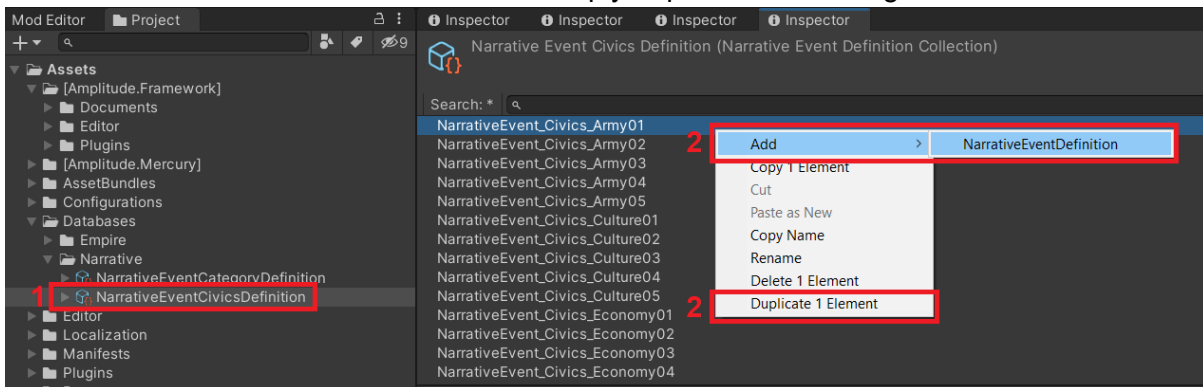 Mod Editor
Project
+
9
Assets
[Amplitude.Framework]
Documents
Editor
Plugins
[Amplitude.Mercury]
AssetBundles
Configurations
Databases
Empire
Narrative
NarrativeEventCategoryDefinition
1 NarrativeEventCivicsDefinition
Editor
Localization
Manifests
Plugins
Inspector Inspector Inspector Inspector
Narrative Event Civics Definition (Narrative Event Definition Collection)
Search: *
NarrativeEvent_Civics_Army01
NarrativeEvent_Civics_Army02
NarrativeEvent_Civics_Army03
NarrativeEvent_Civics_Army04
NarrativeEvent_Civics_Army05
NarrativeEvent_Civics_Culture01
NarrativeEvent_Civics_Culture02
NarrativeEvent_Civics_Culture03
NarrativeEvent_Civics_Culture04
NarrativeEvent_Civics_Culture05
NarrativeEvent_Civics_Economy01
NarrativeEvent_Civics_Economy02
NarrativeEvent_Civics_Economy03
NarrativeEvent_Civics_Economy04
2 Add > NarrativeEventDefinition
Copy 1 Element
Cut
Paste as New
Copy Name
Rename
Delete 1 Element
2 Duplicate 1 Element